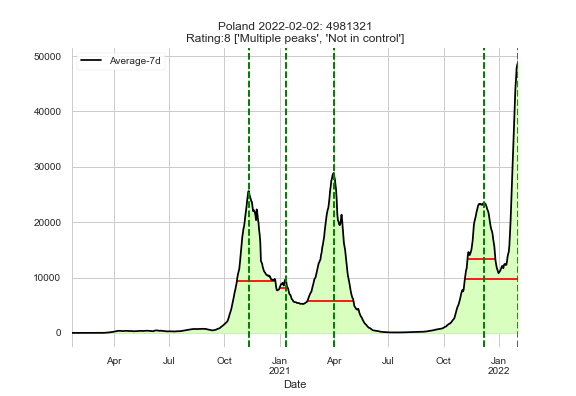 Poland 2022-02-02: 4981321
Rating:8 ['Multiple peaks', 'Not in control']
Average-7d
50000
40000
30000
20000
10000
0
Apr Jul Oct Jan Apr Jul Oct Jan
2021 2022
Date